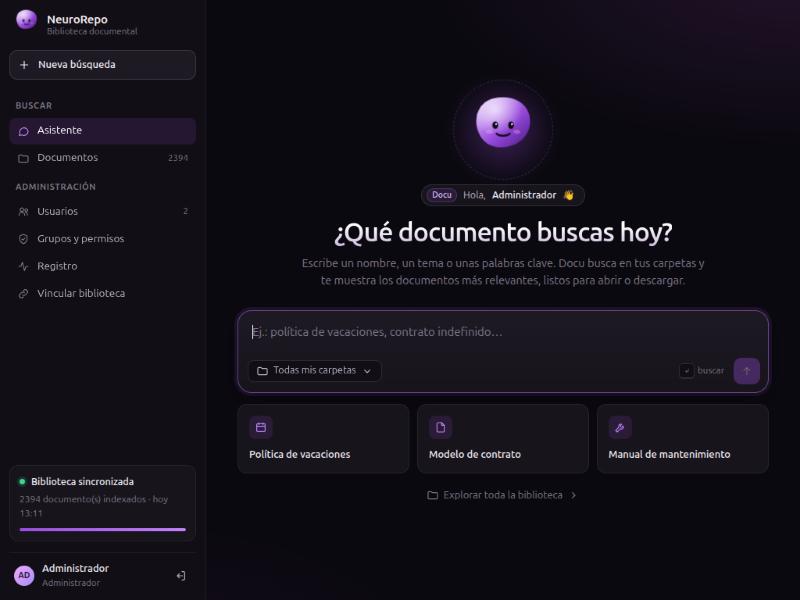 NeuroRepo
Biblioteca documental
Nueva búsqueda
BUSCAR
Asistente
Documentos 2394
ADMINISTRACIÓN
Usuarios 2
Grupos y permisos
Registro
Vincular biblioteca
Biblioteca sincronizada
2394 documento(s) indexados · hoy
13:11
AD
Administrador
Administrador
Docu Hola, Administrador 👋
¿Qué documento buscas hoy?
Escribe un nombre, un tema o unas palabras clave. Docu busca en tus carpetas y
te muestra los documentos más relevantes, listos para abrir o descargar.
Ej.: política de vacaciones, contrato indefinido…
Todas mis carpetas
↵ buscar
Política de vacaciones
Modelo de contrato
Manual de mantenimiento
Explorar toda la biblioteca